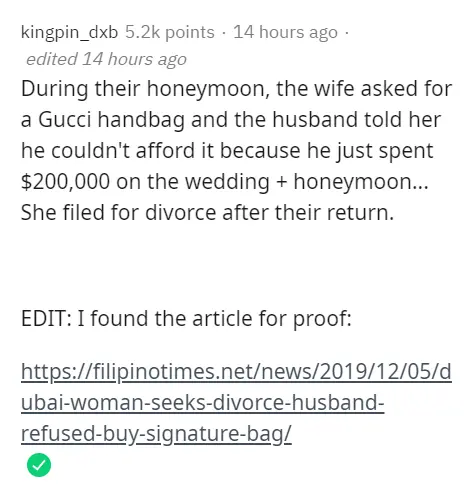 kingpin_dxb 5.2k points · 14 hours ago ·
edited 14 hours ago
During their honeymoon, the wife asked for
a Gucci handbag and the husband told her
he couldn't afford it because he just spent
$200,000 on the wedding + honeymoon...
She filed for divorce after their return.
EDIT: I found the article for proof:
https://filipinotimes.net/news/2019/12/05/d
ubai-woman-seeks-divorce-husband-
refused-buy-signature-bag/